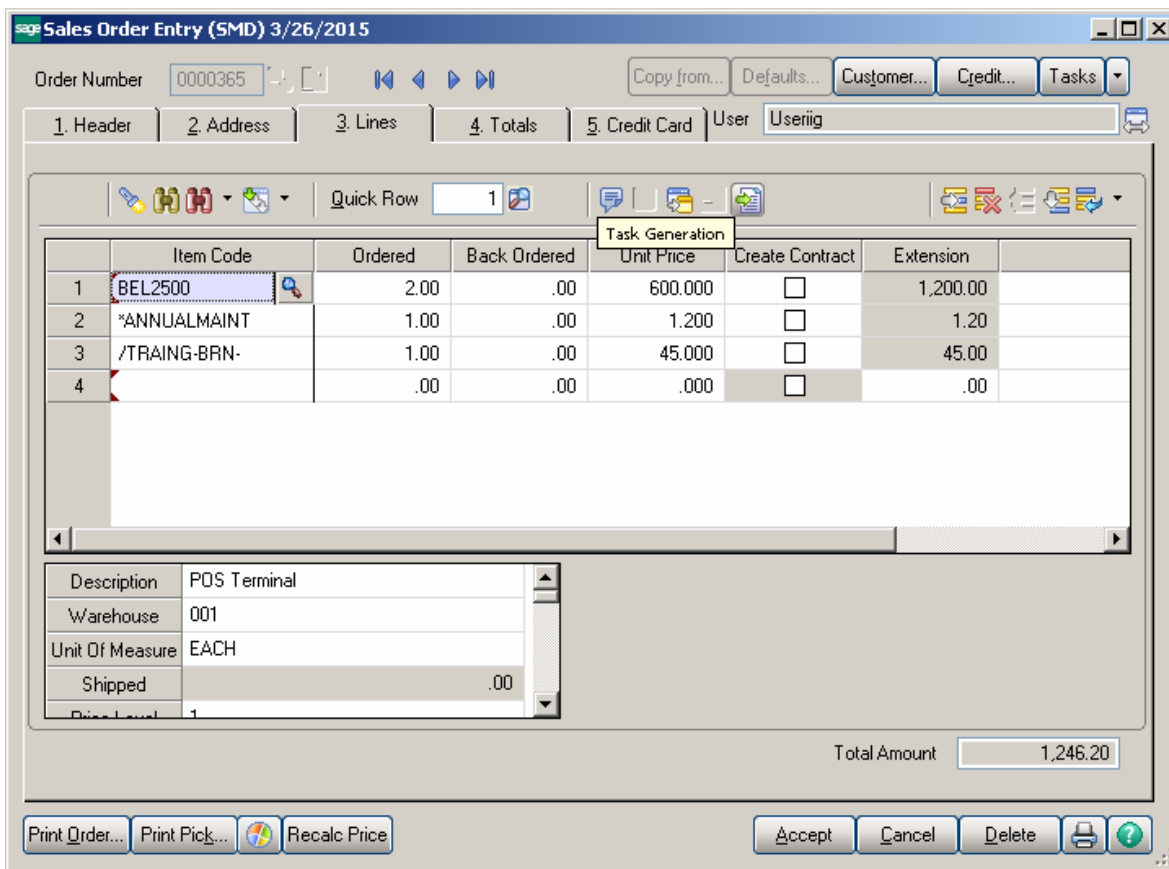 sage Sales Order Entry (SMD) 3/26/2015
Order Number 0000365 Copy from... Defaults... Customer... Credit... Tasks
1. Header 2. Address 3. Lines 4. Totals 5. Credit Card User Useriig
Quick Row 1
Task Generation
Item Code Ordered Back Ordered Unit Price Create Contract Extension
1 BEL2500 2.00 .00 600.000 1,200.00
2 *ANNUALMAINT 1.00 .00 1.200 1.20
3 /TRAING-BRN- 1.00 .00 45.000 45.00
4 .00 .00 .000 .00
Description POS Terminal
Warehouse 001
Unit Of Measure EACH
Shipped .00
Price Level 1
Total Amount 1,246.20
Print Order... Print Pick... Recalc Price Accept Cancel Delete